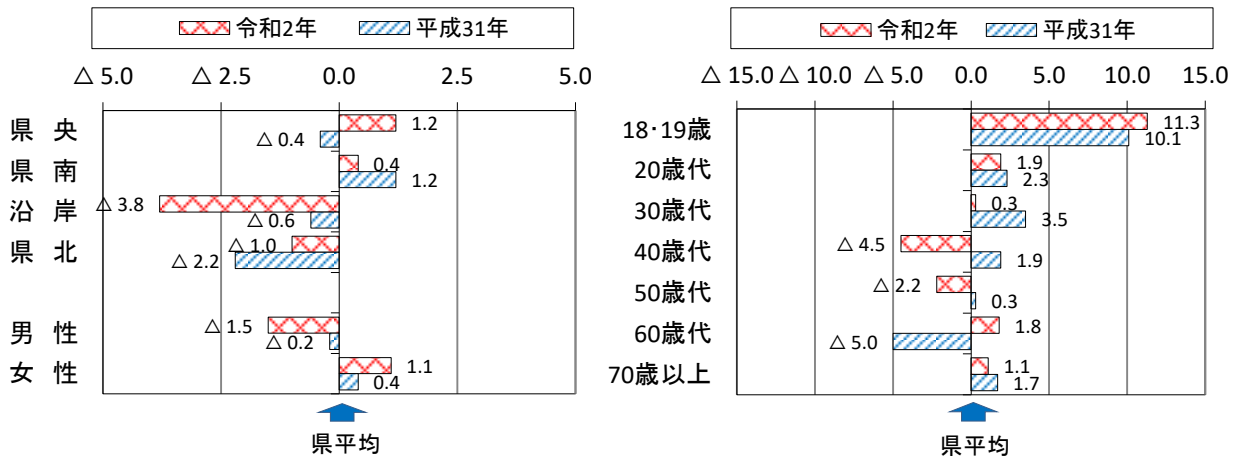 令和2年 平成31年
△ 5.0 △ 2.5 0.0 2.5 5.0
県 央 1.2
△ 0.4
県 南 0.4
1.2
沿 岸 △ 3.8
△ 0.6
県 北 △ 1.0
△ 2.2
男 性 △ 1.5
△ 0.2
女 性 1.1
0.4
県平均
令和2年 平成31年
△ 15.0 △ 10.0 △ 5.0 0.0 5.0 10.0 15.0
18・19歳 11.3
10.1
20歳代 1.9
2.3
30歳代 0.3
3.5
40歳代 △ 4.5
1.9
50歳代 △ 2.2
0.3
60歳代 1.8
△ 5.0
70歳以上 1.1
1.7
県平均